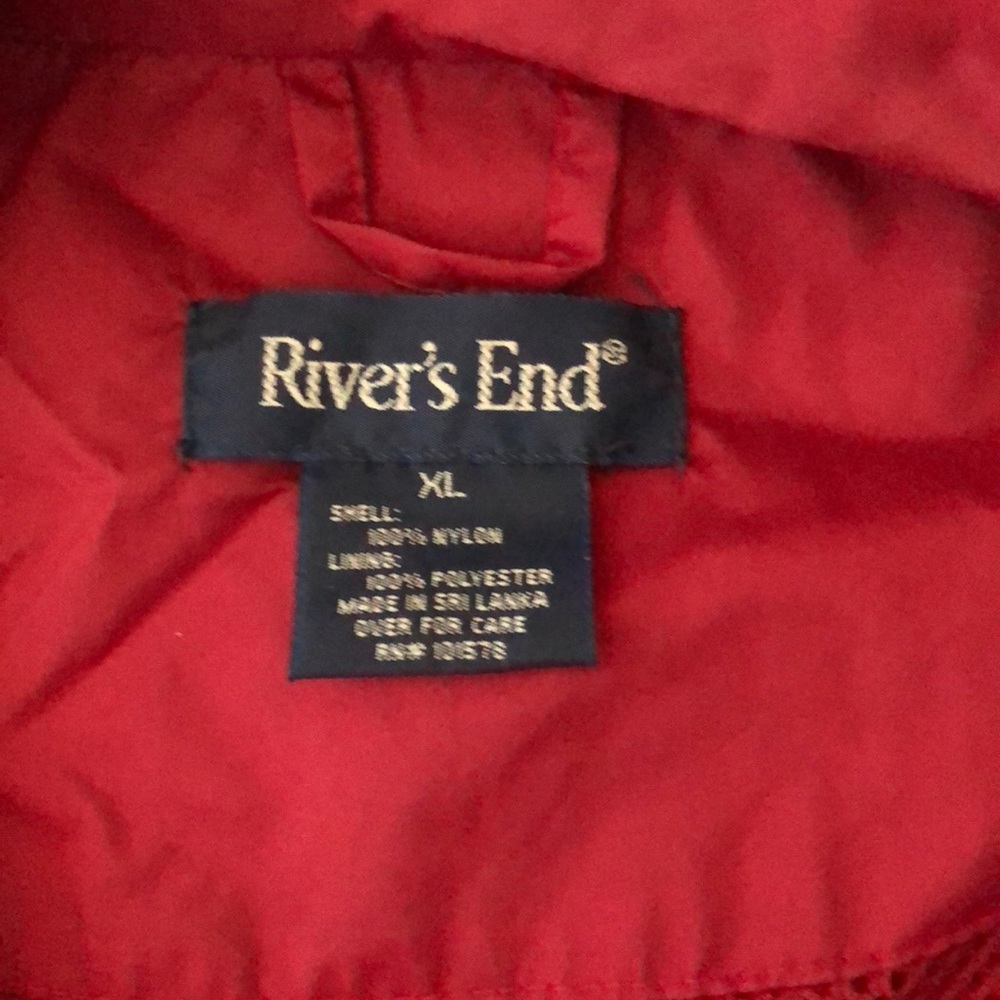 River's End®
XL
SHELL:
100% NYLON
LINING:
100% POLYESTER
MADE IN SRI LANKA
OVER FOR CARE
RN# 101578